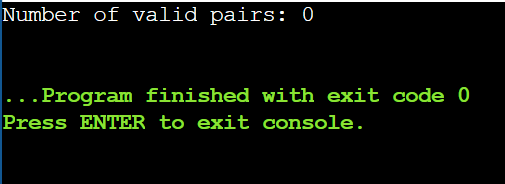 Number of valid pairs: 0
...Program finished with exit code 0
Press ENTER to exit console.